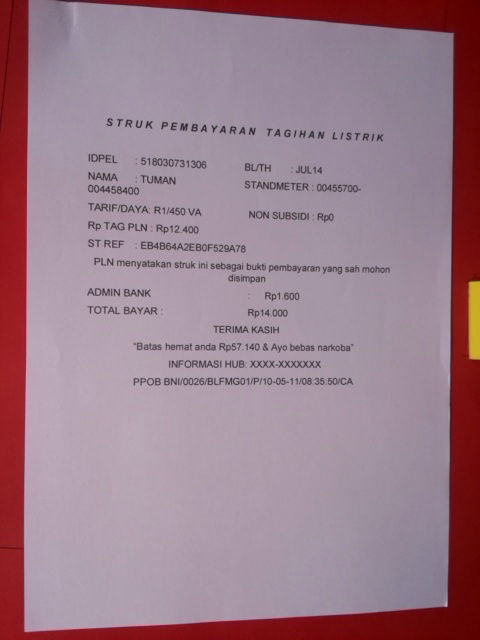 STRUK PEMBAYARAN TAGIHAN LISTRIK
IDPEL : 518030731306 BL/TH : JUL14
NAMA : TUMAN STANDMETER : 00455700-
004458400
TARIF/DAYA: R1/450 VA NON SUBSIDI : Rp0
Rp TAG PLN : Rp12.400
ST REF : EB4B64A2EB0F529A78
PLN menyatakan struk ini sebagai bukti pembayaran yang sah mohon
disimpan
ADMIN BANK : Rp1.600
TOTAL BAYAR : Rp14.000
TERIMA KASIH
"Batas hemat anda Rp57.140 & Ayo bebas narkoba"
INFORMASI HUB: XXXX-XXXXXXX
PPOB BNI/0026/BLFMG01/P/10-05-11/08:35:50/CA